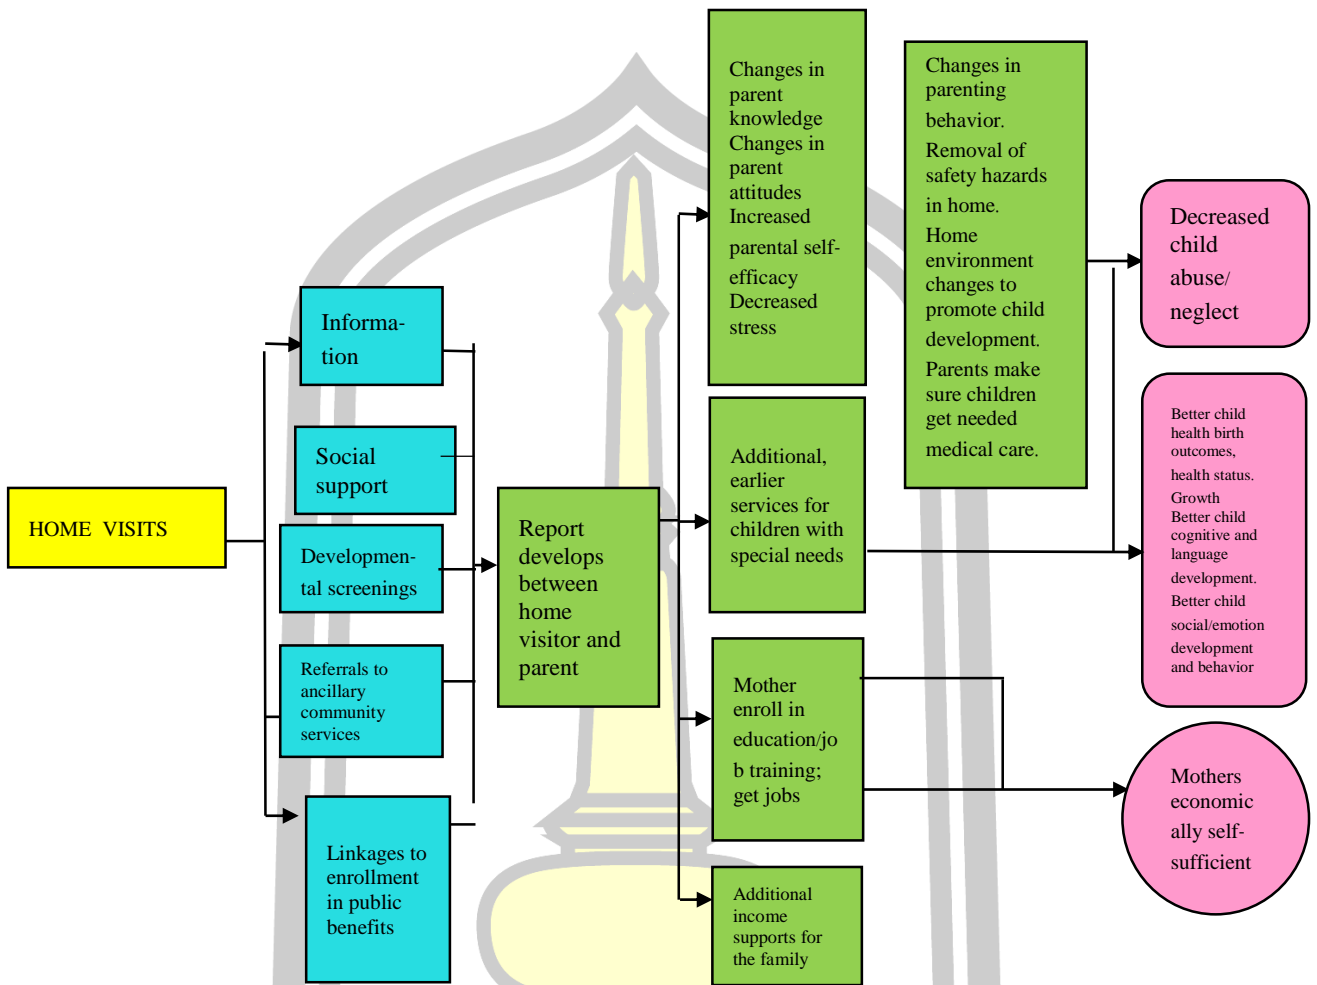 HOME VISITS
Informa-
tion
Social
support
Developmen-
tal screenings
Referrals to
ancillary
community
services
Linkages to
enrollment
in public
benefits
Report
develops
between
home
visitor and
parent
Changes in
parent
knowledge
Changes in
parent
attitudes
Increased
parental self-
efficacy
Decreased
stress
Additional,
earlier
services for
children with
special needs
Mother
enroll in
education/jo
b training;
get jobs
Additional
income
supports for
the family
Changes in
parenting
behavior.
Removal of
safety hazards
in home.
Home
environment
changes to
promote child
development.
Parents make
sure children
get needed
medical care.
Decreased
child
abuse/
neglect
Better child
health birth
outcomes,
health status.
Growth
Better child
cognitive and
language
development.
Better child
social/emotion
development
and behavior
Mothers
economic
ally self-
sufficient